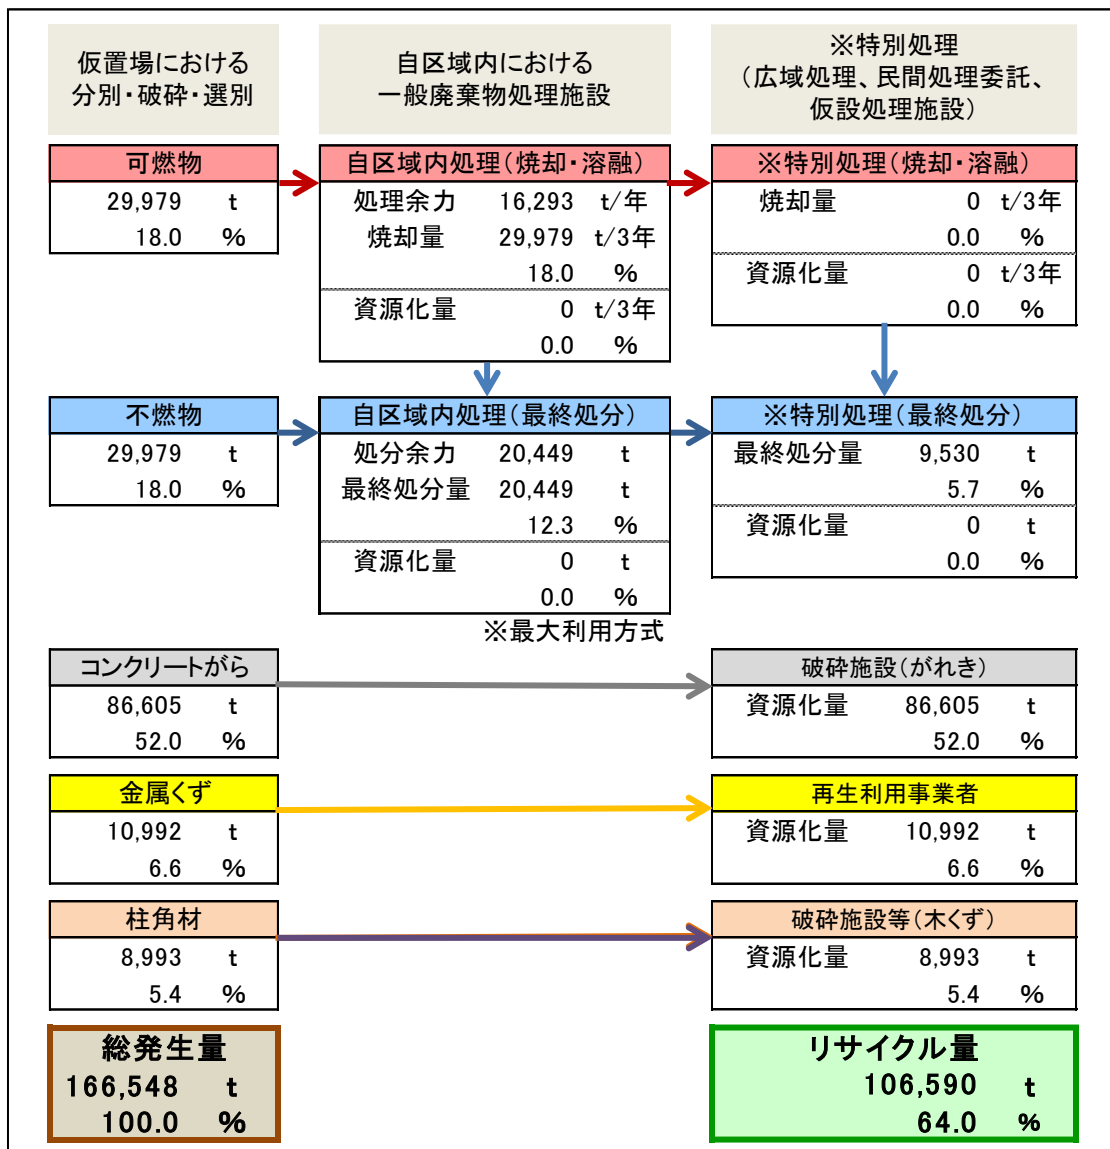 仮置場における
分別・破砕・選別
自区域内における
一般廃棄物処理施設
※特別処理
(広域処理、民間処理委託、
仮設処理施設)
可燃物
29,979 t
18.0 %
自区域内処理(焼却・溶融)
処理余力 16,293 t/年
焼却量 29,979 t/3年
18.0 %
資源化量 0 t/3年
0.0 %
※特別処理(焼却・溶融)
焼却量 0 t/3年
0.0 %
資源化量 0 t/3年
0.0 %
不燃物
29,979 t
18.0 %
自区域内処理(最終処分)
処分余力 20,449 t
最終処分量 20,449 t
12.3 %
資源化量 0 t
0.0 %
※最大利用方式
※特別処理(最終処分)
最終処分量 9,530 t
5.7 %
資源化量 0 t
0.0 %
コンクリートがら
86,605 t
52.0 %
破砕施設(がれき)
資源化量 86,605 t
52.0 %
金属くず
10,992 t
6.6 %
再生利用事業者
資源化量 10,992 t
6.6 %
柱角材
8,993 t
5.4 %
破砕施設等(木くず)
資源化量 8,993 t
5.4 %
総発生量
166,548 t
100.0 %
リサイクル量
106,590 t
64.0 %